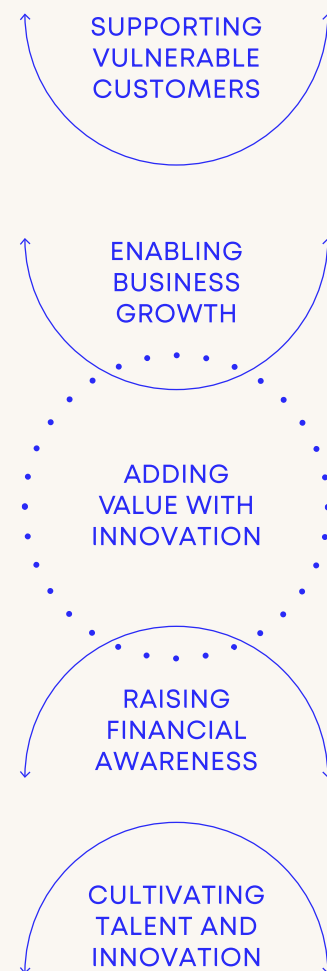 SUPPORTING
VULNERABLE
CUSTOMERS
ENABLING
BUSINESS
GROWTH
ADDING
VALUE WITH
INNOVATION
RAISING
FINANCIAL
AWARENESS
CULTIVATING
TALENT AND
INNOVATION